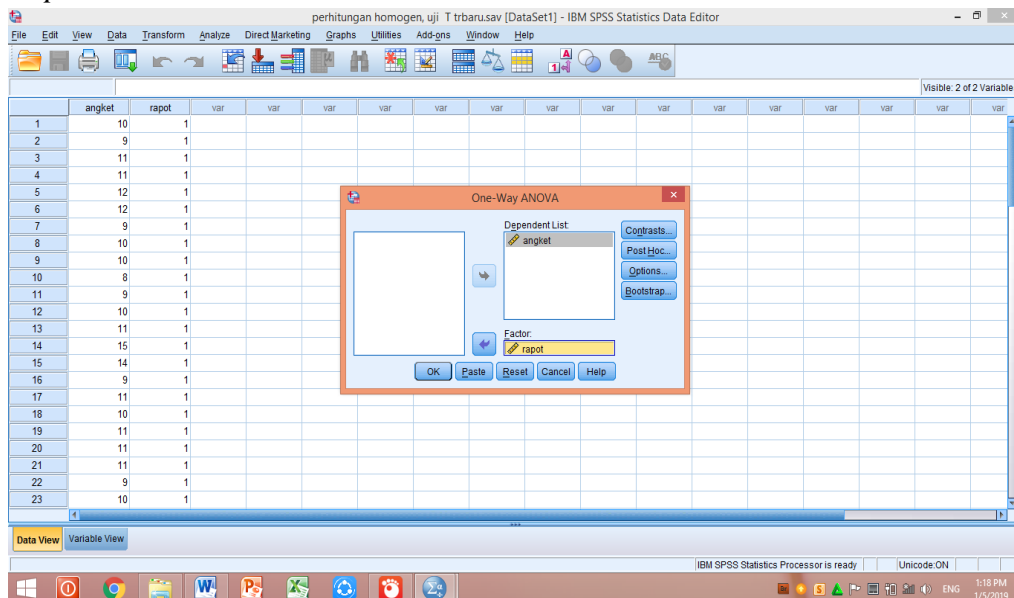 perhitungan homogen, uji T trbaru.sav [DataSet1] - IBM SPSS Statistics Data Editor
File Edit View Data Transform Analyze Direct Marketing Graphs Utilities Add-ons Window Help
Visible: 2 of 2 Variable
angket rapot var var var var var var var var var var var var var
1 10 1
2 9 1
3 11 1
4 11 1
5 12 1
6 12 1
7 9 1
8 10 1
9 10 1
10 8 1
11 9 1
12 10 1
13 11 1
14 15 1
15 14 1
16 9 1
17 11 1
18 10 1
19 11 1
20 11 1
21 11 1
22 9 1
23 10 1
One-Way ANOVA
Dependent List:
angket
Contrasts...
Post Hoc...
Options...
Bootstrap...
Factor:
rapot
OK Paste Reset Cancel Help
Data View Variable View
IBM SPSS Statistics Processor is ready Unicode:ON
ENG 1:18 PM
1/5/2019